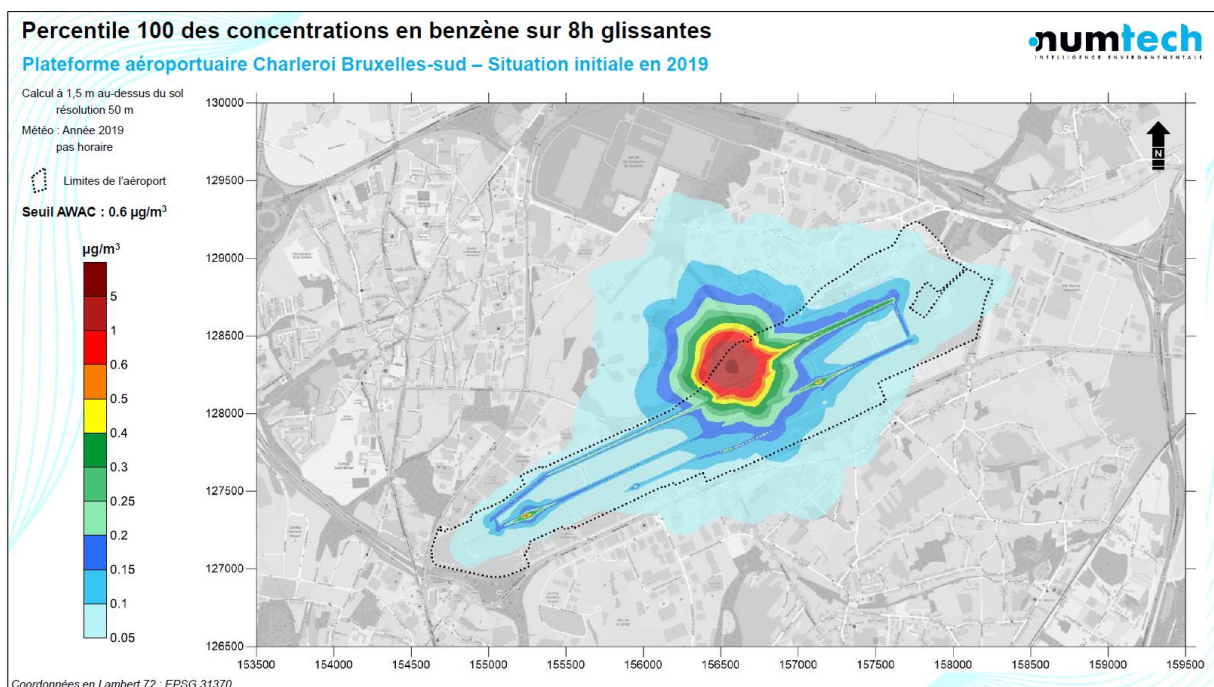 Percentile 100 des concentrations en benzène sur 8h glissantes
Plateforme aéroportuaire Charleroi Bruxelles-sud – Situation initiale en 2019
numtech
INTELLIGENCE ENVIRONNEMENTALE
Calcul à 1,5 m au-dessus du sol
résolution 50 m
Météo : Année 2019
pas horaire
Limites de l'aéroport
Seuil AWAC : 0.6 µg/m³
µg/m³
5
1
0.6
0.5
0.4
0.3
0.25
0.2
0.15
0.1
0.05
130000
129500
129000
128500
128000
127500
127000
126500
N
153500 154000 154500 155000 155500 156000 156500 157000 157500 158000 158500 159000 159500
Coordonnées en Lambert 72 : EPSG 31370